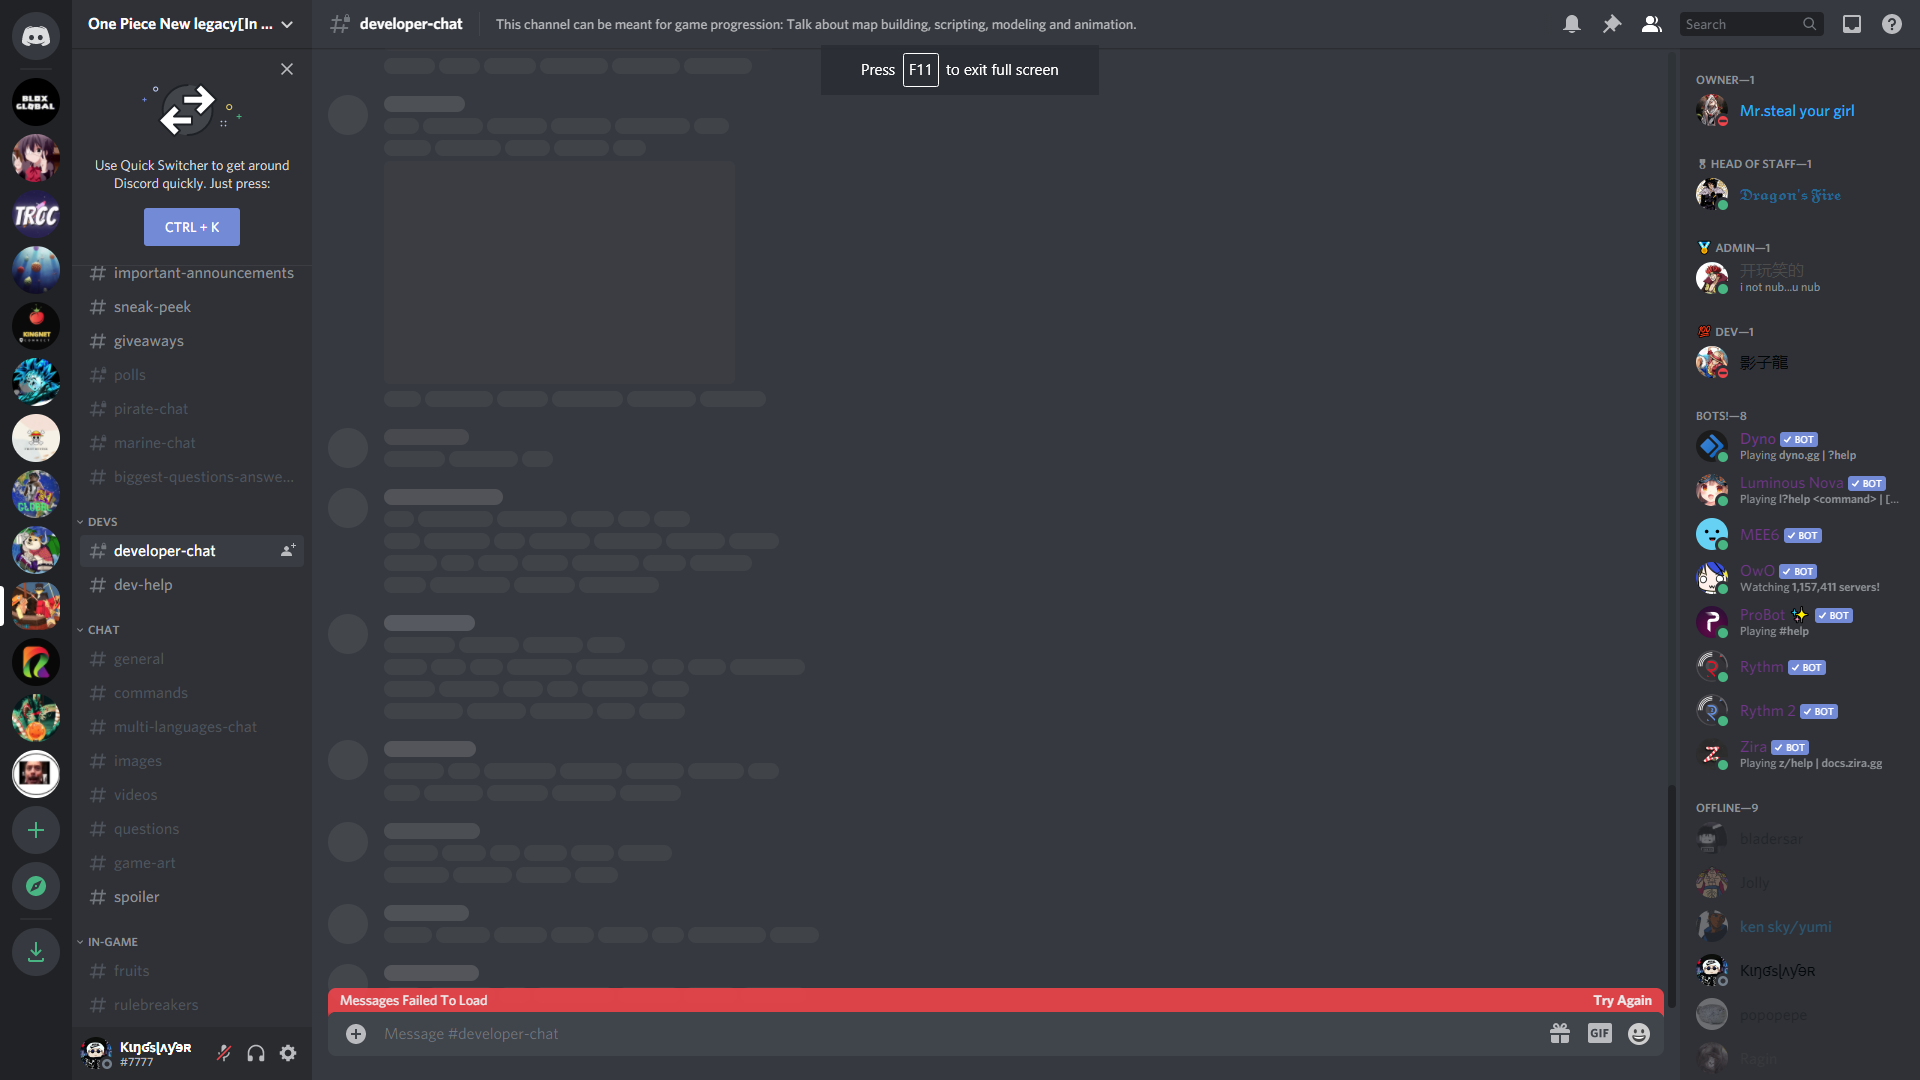 One Piece New legacy[In ...
developer-chat
This channel can be meant for game progression: Talk about map building, scripting, modeling and animation.
Search
Press F11 to exit full screen
BLOX
GLOBAL
TRCC
Use Quick Switcher to get around
Discord quickly. Just press:
CTRL + K
important-announcements
sneak-peek
giveaways
polls
pirate-chat
marine-chat
biggest-questions-answe...
DEVS
developer-chat
dev-help
CHAT
general
commands
multi-languages-chat
images
videos
questions
game-art
spoiler
IN-GAME
fruits
rulebreakers
#7777
Messages Failed To Load
Try Again
Message #developer-chat
GIF
OWNER—1
Mr.steal your girl
HEAD OF STAFF—1
𝕯𝖗𝖆𝖌𝖔𝖓'𝖘 𝕱𝖎𝖗𝖊
ADMIN—1
开玩笑的
i not nub...u nub
💯 DEV—1
影子龍
BOTS!—8
Dyno BOT
Playing dyno.gg | ?help
Luminous Nova BOT
Playing l?help <command> | [...
MEE6 BOT
OwO BOT
Watching 1,157,411 servers!
ProBot ✨ BOT
Playing #help
Rythm BOT
Rythm 2 BOT
Zira BOT
Playing z/help | docs.zira.gg
OFFLINE—9
bladersar
Jolly
ken sky/yumi
popopepe
Ragin